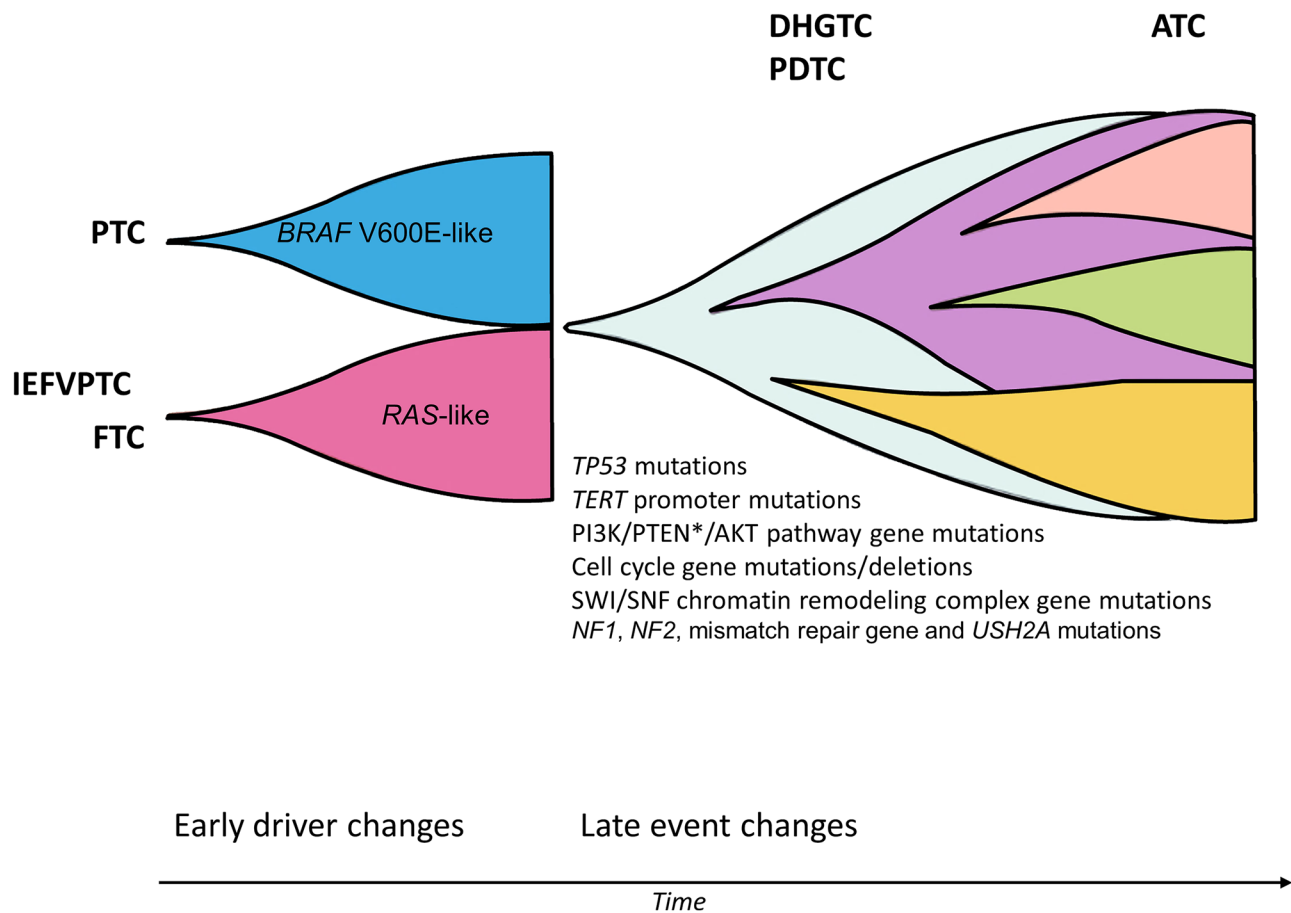 DHGTC
PDTC
ATC
PTC
BRAF V600E-like
IEFVPTC
FTC
RAS-like
TP53 mutations
TERT promoter mutations
PI3K/PTEN*/AKT pathway gene mutations
Cell cycle gene mutations/deletions
SWI/SNF chromatin remodeling complex gene mutations
NF1, NF2, mismatch repair gene and USH2A mutations
Early driver changes
Late event changes
Time